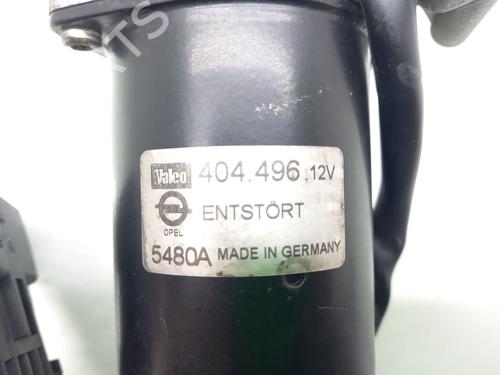 Valeo 404.496 12V
ENTSTÖRT
OPEL
5480A MADE IN GERMANY